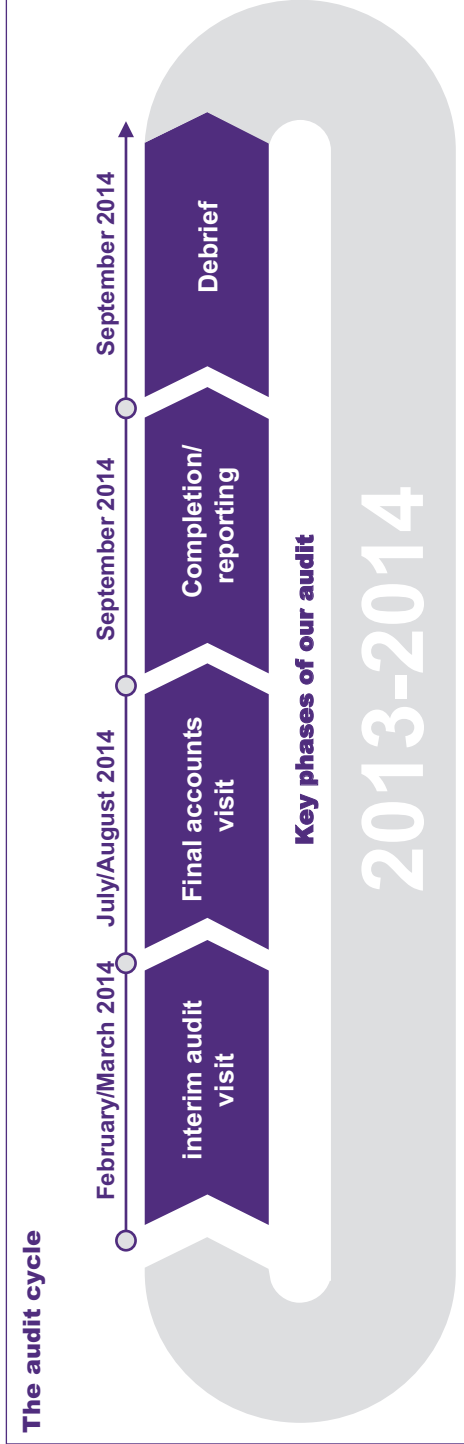 The audit cycle
February/March 2014
July/August 2014
September 2014
September 2014
interim audit
visit
Final accounts
visit
Completion/
reporting
Debrief
Key phases of our audit
2013-2014